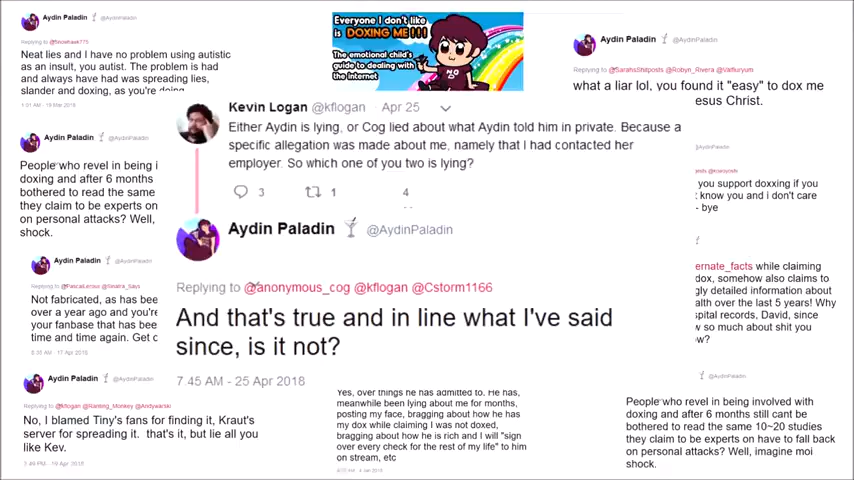 Aydin Paladin @AydinPaladin
Replying to
Neat lies and I have no problem using autistic
as an insult, you autist. The problem is had
and always have had was spreading lies,
slander and doxing, as you're doing
1:01 AM - 19 Mar 2018
Everyone I don't like
is DOXING ME!!!
The emotional child's
guide to dealing with
the Internet
Aydin Paladin @AydinPaladin
Replying to @SarahsShitposts @Robyn_Rivera @Valfuryum
what a liar lol, you found it "easy" to dox me
esus Christ.
Kevin Logan @kflogan · Apr 25
Either Aydin is lying, or Cog lied about what Aydin told him in private. Because a
specific allegation was made about me, namely that I had contacted her
employer. So which one of you two is lying?
3 1 4
Aydin Paladin @AydinPaladin
Replying to @anonymous_cog @kflogan @Cstorm1166
And that's true and in line what I've said
since, is it not?
7:45 AM - 25 Apr 2018
Aydin Paladin @AydinPaladin
People who revel in being i
doxing and after 6 months
bothered to read the same
they claim to be experts on
on personal attacks? Well,
shock.
Aydin Paladin @AydinPaladin
Replying to
Not fabricated, as has bee
over a year ago and you're
your fanbase that has bee
time and time again. Get c
8:35 AM - 17 Apr 2018
Aydin Paladin @AydinPaladin
Replying to @kflogan @Ranting_Monkey @Andywarski
No, I blamed Tiny's fans for finding it, Kraut's
server for spreading it. that's it, but lie all you
like Kev.
3:49 PM - 19 Apr 2018
Yes, over things he has admitted to. He has,
meanwhile been lying about me for months,
posting my face, bragging about how he has
my dox while claiming I was not doxed,
bragging about how he is rich and I will "sign
over every check for the rest of my life" to him
on stream, etc
4 Jan 2018
@AydinPaladin
you support doxxing if you
know you and i don't care
- bye
ernate_facts while claiming
dox, somehow also claims to
gly detailed information about
alth over the last 5 years! Why
spital records, David, since
w so much about shit you
ow?
@AydinPaladin
People who revel in being involved with
doxing and after 6 months still cant be
bothered to read the same 10~20 studies
they claim to be experts on have to fall back
on personal attacks? Well, imagine moi
shock.